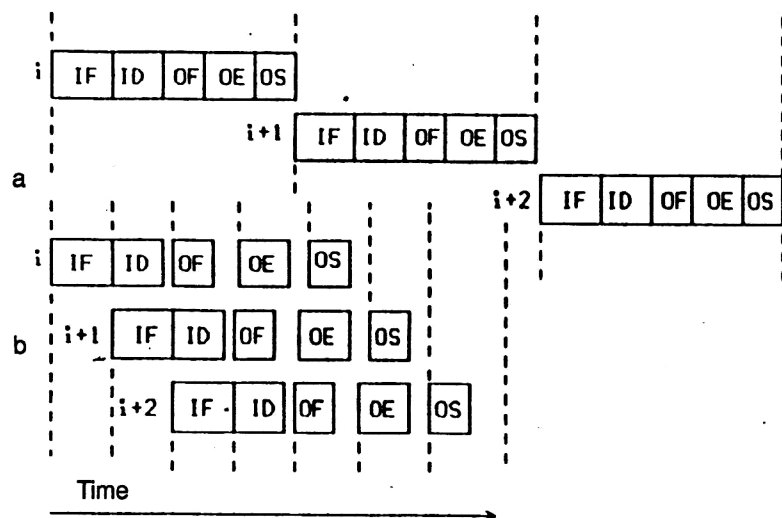 i IF ID OF OE OS
i+1 IF ID OF OE OS
a
i+2 IF ID OF OE OS
i IF ID OF OE OS
b
i+1 IF ID OF OE OS
i+2 IF ID OF OE OS
Time